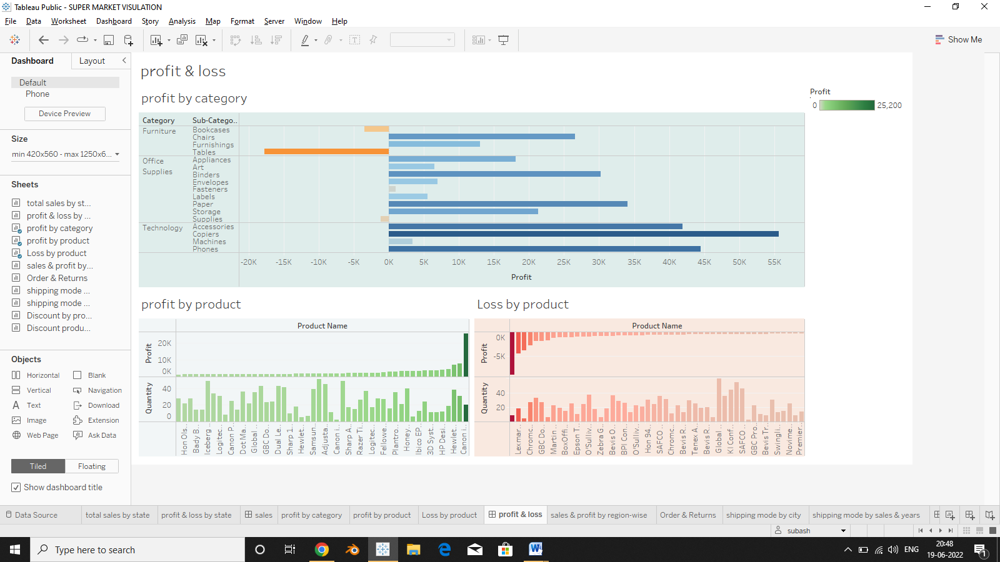 Tableau Public - SUPER MARKET VISULATION
File Data Worksheet Dashboard Story Analysis Map Format Server Window Help
Show Me
Dashboard Layout
Default
Phone
Device Preview
Size
min 420x560 - max 1250x6...
Sheets
total sales by st...
profit & loss by ...
profit by category
profit by product
Loss by product
sales & profit by...
Order & Returns
shipping mode ...
shipping mode ...
Discount by pro...
Discount produ...
Objects
Horizontal Blank
Vertical Navigation
Text Download
Image Extension
Web Page Ask Data
Tiled Floating
Show dashboard title
profit & loss
profit by category
Category Sub-Catego..
Furniture Bookcases
Chairs
Furnishings
Tables
Office Supplies Appliances
Art
Binders
Envelopes
Fasteners
Labels
Paper
Storage
Supplies
Technology Accessories
Copiers
Machines
Phones
-20K -15K -10K -5K 0K 5K 10K 15K 20K 25K 30K 35K 40K 45K 50K 55K
Profit
Profit
0 25,200
profit by product
Product Name
Profit
20K
10K
0K
Quantity
40
20
0
Hon Ols.. Bady B.. Iceberg .. Logitec.. Canon P.. Dot Ma.. Global .. GBC Do.. Dual Le.. Sharp 1.. Hewlet.. Samsun.. Adjusta.. Canon i.. Sharp A.. Razer Ti.. Logitec.. Fellowe.. Plantro.. Honey.. Ibico EP.. 3D Syst.. HP Desi.. Hewlet.. Canon i..
Loss by product
Product Name
Profit
0K
-5K
Quantity
40
20
Lexmar.. Chromc.. GBC Do.. Martin .. BoxOffi.. Epson T.. O'Sulliv.. Zebra G.. Bevis O.. BPI Con.. O'Sulliv.. Hon 94.. SAFCO .. Chromc.. Bevis R.. Tenex A.. Bevis R.. Global .. KI Conf.. SAFCO .. GBC Pro.. Bevis Tr.. Swingli.. Novime.. Premier..
Data Source total sales by state profit & loss by state sales profit by category profit by product Loss by product profit & loss sales & profit by region-wise Order & Returns shipping mode by city shipping mode by sales & years
subash
Type here to search
ENG
20:48
19-06-2022
1